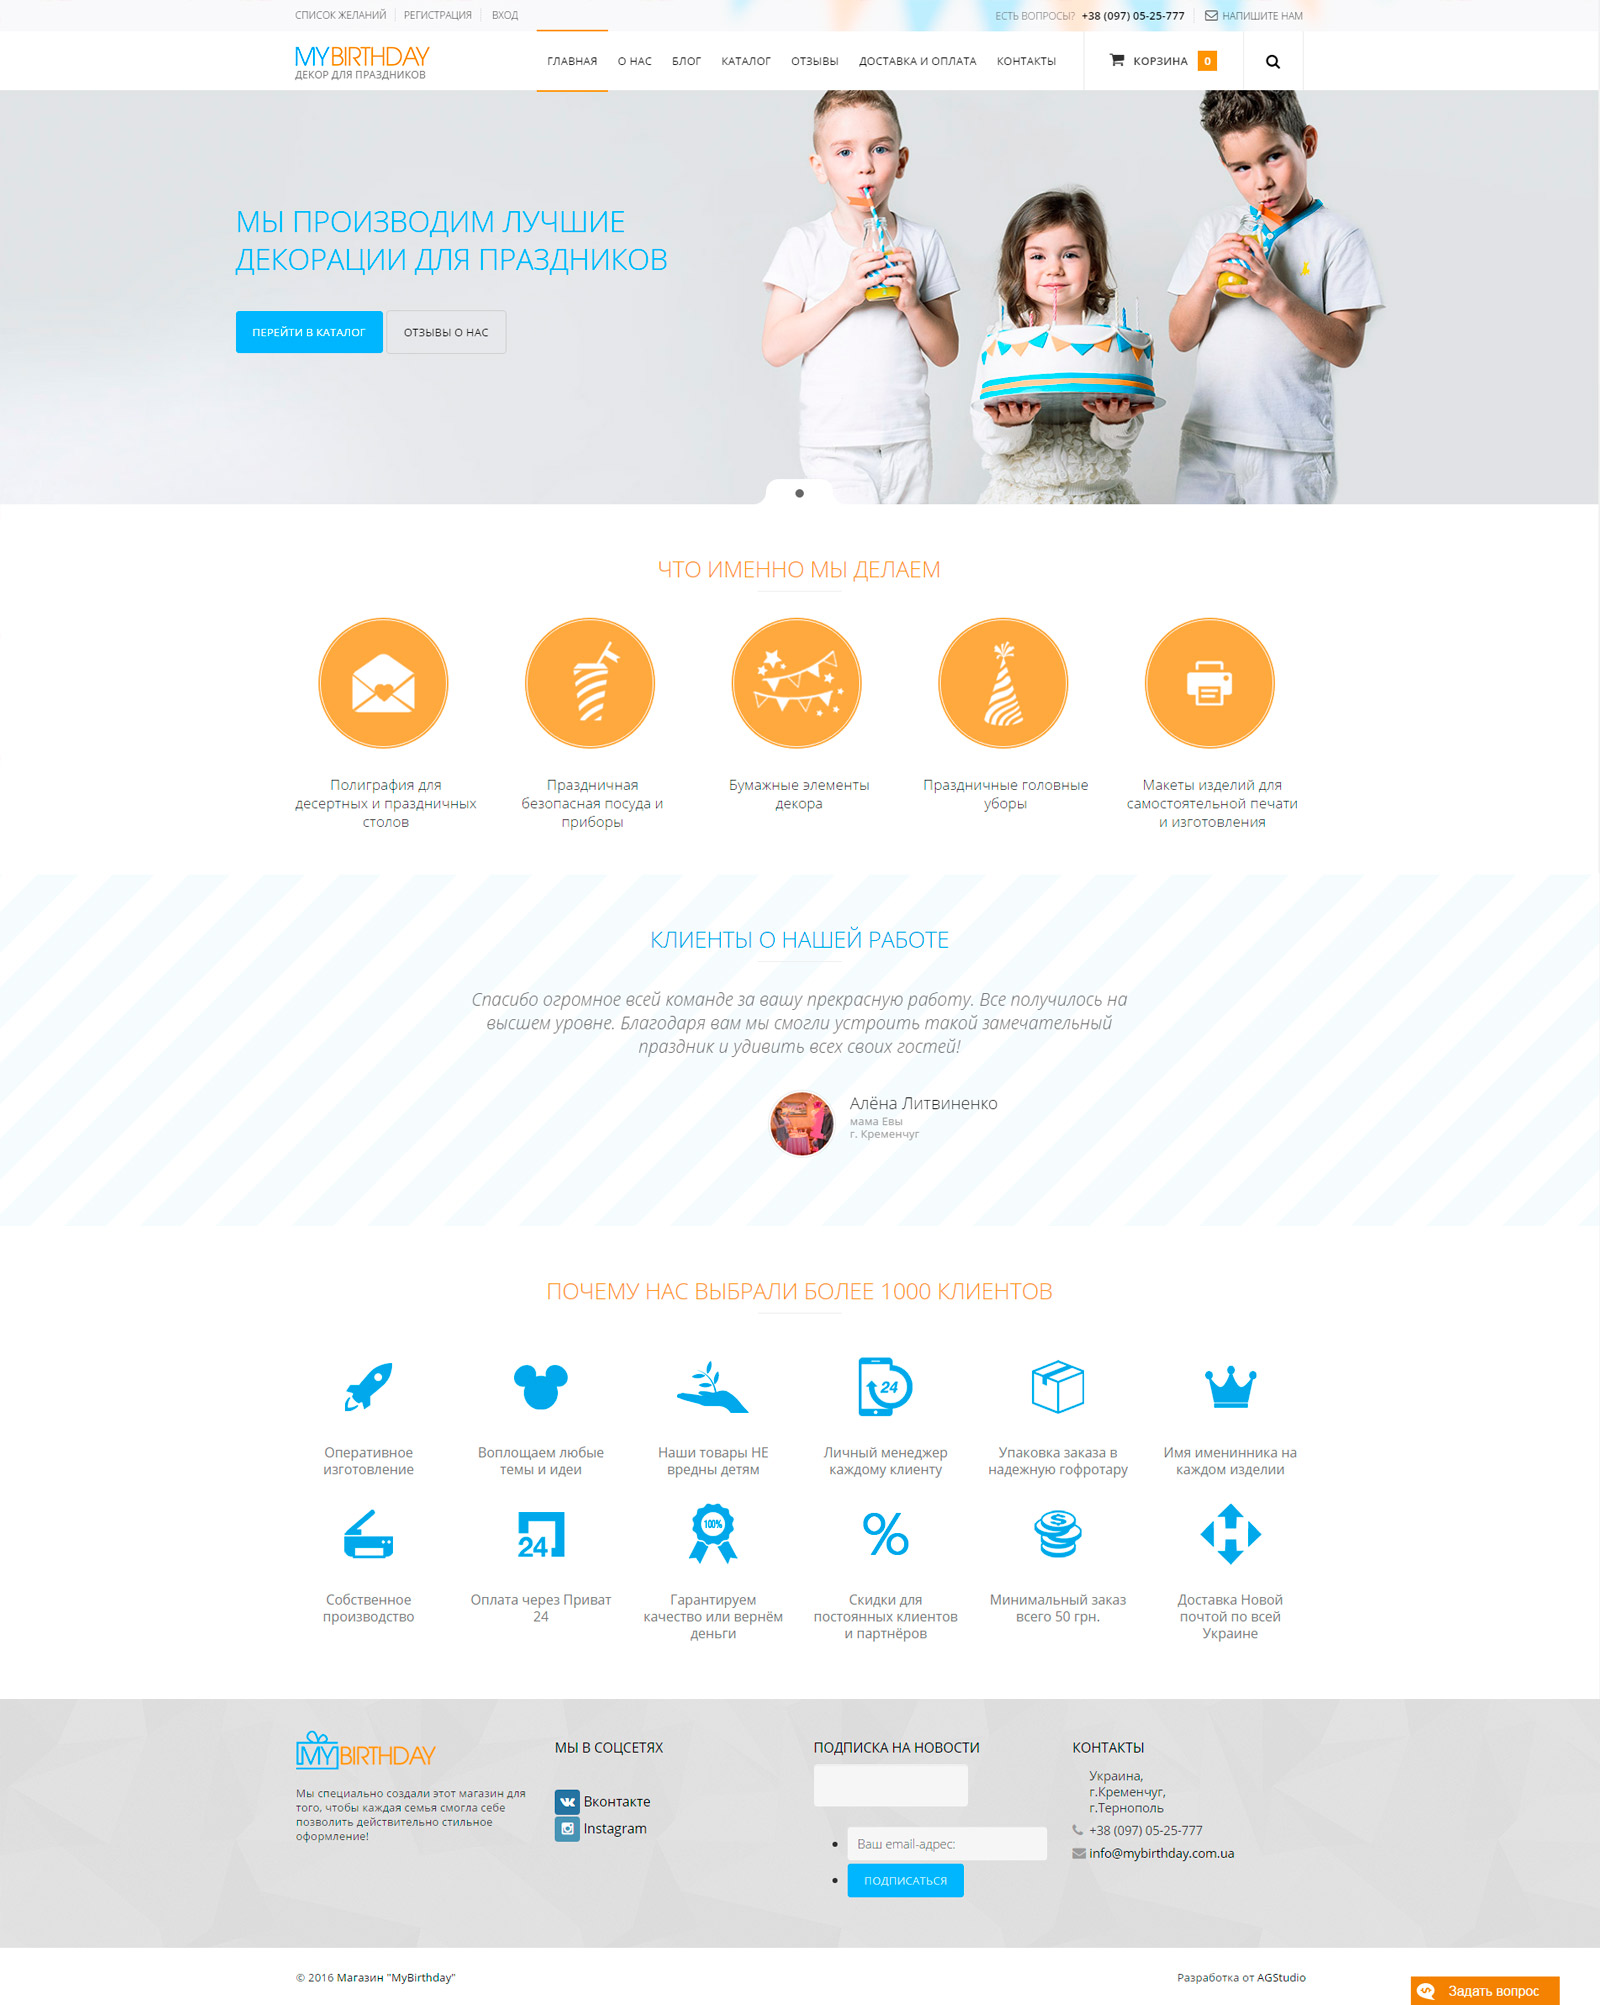 СПИСОК ЖЕЛАНИЙ РЕГИСТРАЦИЯ ВХОД
ЕСТЬ ВОПРОСЫ? +38 (097) 05-25-777 НАПИШИТЕ НАМ
MYBIRTHDAY
ДЕКОР ДЛЯ ПРАЗДНИКОВ
ГЛАВНАЯ О НАС БЛОГ КАТАЛОГ ОТЗЫВЫ ДОСТАВКА И ОПЛАТА КОНТАКТЫ
КОРЗИНА 0
МЫ ПРОИЗВОДИМ ЛУЧШИЕ
ДЕКОРАЦИИ ДЛЯ ПРАЗДНИКОВ
ПЕРЕЙТИ В КАТАЛОГ
ОТЗЫВЫ О НАС
ЧТО ИМЕННО МЫ ДЕЛАЕМ
Полиграфия для
десертных и праздничных
столов
Праздничная
безопасная посуда и
приборы
Бумажные элементы
декора
Праздничные головные
уборы
Макеты изделий для
самостоятельной печати
и изготовления
КЛИЕНТЫ О НАШЕЙ РАБОТЕ
Спасибо огромное всей команде за вашу прекрасную работу. Все получилось на
высшем уровне. Благодаря вам мы смогли устроить такой замечательный
праздник и удивить всех своих гостей!
Алёна Литвиненко
мама Евы
г. Кременчуг
ПОЧЕМУ НАС ВЫБРАЛИ БОЛЕЕ 1000 КЛИЕНТОВ
Оперативное
изготовление
Воплощаем любые
темы и идеи
Наши товары НЕ
вредны детям
24
Личный менеджер
каждому клиенту
Упаковка заказа в
надежную гофротару
Имя именинника на
каждом изделии
Собственное
производство
24
Оплата через Приват
24
100%
Гарантируем
качество или вернём
деньги
%
Скидки для
постоянных клиентов
и партнёров
$
Минимальный заказ
всего 50 грн.
Доставка Новой
почтой по всей
Украине
MYBIRTHDAY
Мы специально создали этот магазин для
того, чтобы каждая семья смогла себе
позволить действительно стильное
оформление!
МЫ В СОЦСЕТЯХ
Вконтакте
Instagram
ПОДПИСКА НА НОВОСТИ
Ваш email-адрес:
ПОДПИСАТЬСЯ
КОНТАКТЫ
Украина,
г.Кременчуг,
г.Тернополь
+38 (097) 05-25-777
info@mybirthday.com.ua
© 2016 Магазин "MyBirthday"
Разработка от AGStudio
Задать вопрос